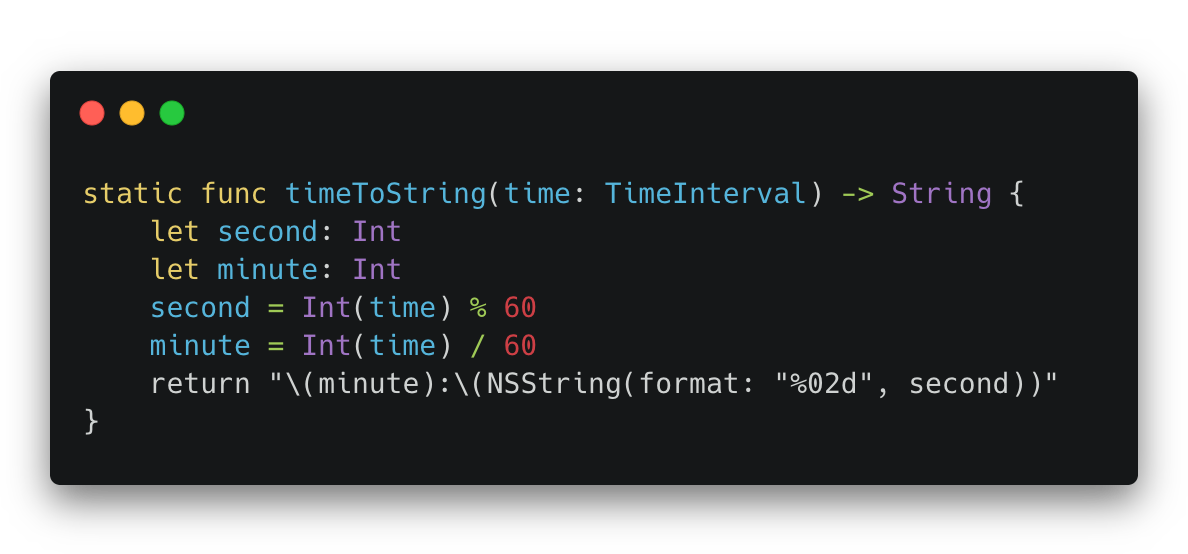 static func timeToString(time: TimeInterval) -> String {
    let second: Int
    let minute: Int
    second = Int(time) % 60
    minute = Int(time) / 60
    return "\(minute):\(NSString(format: "%02d", second))"
}